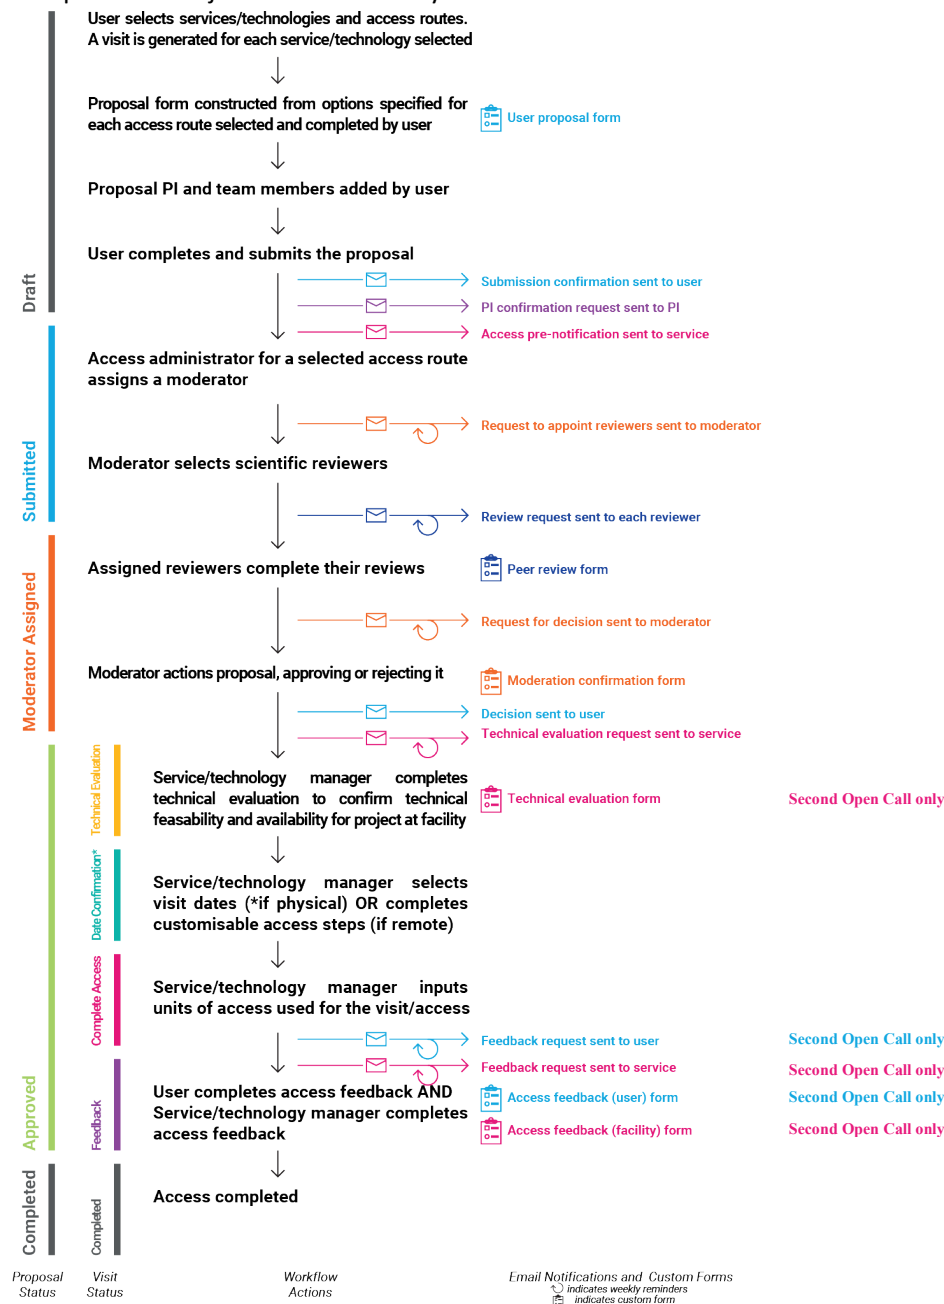 User selects services/technologies and access routes.
A visit is generated for each service/technology selected
Proposal form constructed from options specified for
each access route selected and completed by user
User proposal form
Proposal PI and team members added by user
User completes and submits the proposal
Submission confirmation sent to user
PI confirmation request sent to PI
Access pre-notification sent to service
Draft
Access administrator for a selected access route
assigns a moderator
Request to appoint reviewers sent to moderator
Moderator selects scientific reviewers
Review request sent to each reviewer
Submitted
Assigned reviewers complete their reviews
Peer review form
Request for decision sent to moderator
Moderator actions proposal, approving or rejecting it
Moderation confirmation form
Decision sent to user
Technical evaluation request sent to service
Moderator Assigned
Technical Evaluation
Service/technology manager completes
technical evaluation to confirm technical
feasability and availability for project at facility
Technical evaluation form
Second Open Call only
Date Confirmation*
Service/technology manager selects
visit dates (*if physical) OR completes
customisable access steps (if remote)
Complete Access
Service/technology manager inputs
units of access used for the visit/access
Feedback request sent to user
Second Open Call only
Feedback request sent to service
Second Open Call only
Approved
Feedback
User completes access feedback AND
Service/technology manager completes
access feedback
Access feedback (user) form
Second Open Call only
Access feedback (facility) form
Second Open Call only
Completed
Completed
Access completed
Proposal
Status
Visit
Status
Workflow
Actions
Email Notifications and Custom Forms
indicates weekly reminders
indicates custom form